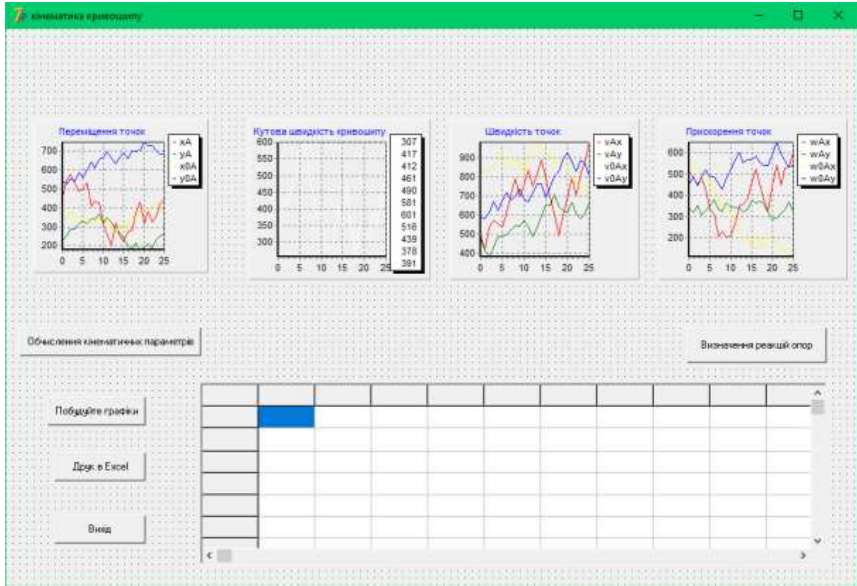 кінематика кривошипу
Переміщення точок
xA
yA
x0A
y0A
700
600
500
400
300
200
0 5 10 15 20 25
Кутова швидкість кривошипу
307
417
412
461
490
581
601
516
439
378
391
600
550
500
450
400
350
300
0 5 10 15 20 25
Швидкість точок
vAx
vAy
v0Ax
v0Ay
900
800
700
600
500
400
0 5 10 15 20 25
Прискорення точок
wAx
wAy
w0Ax
w0Ay
600
500
400
300
200
0 5 10 15 20 25
Обчислення кінематичних параметрів
Визначення реакцій опор
Побудуйте графіки
Друк в Excel
Вихід